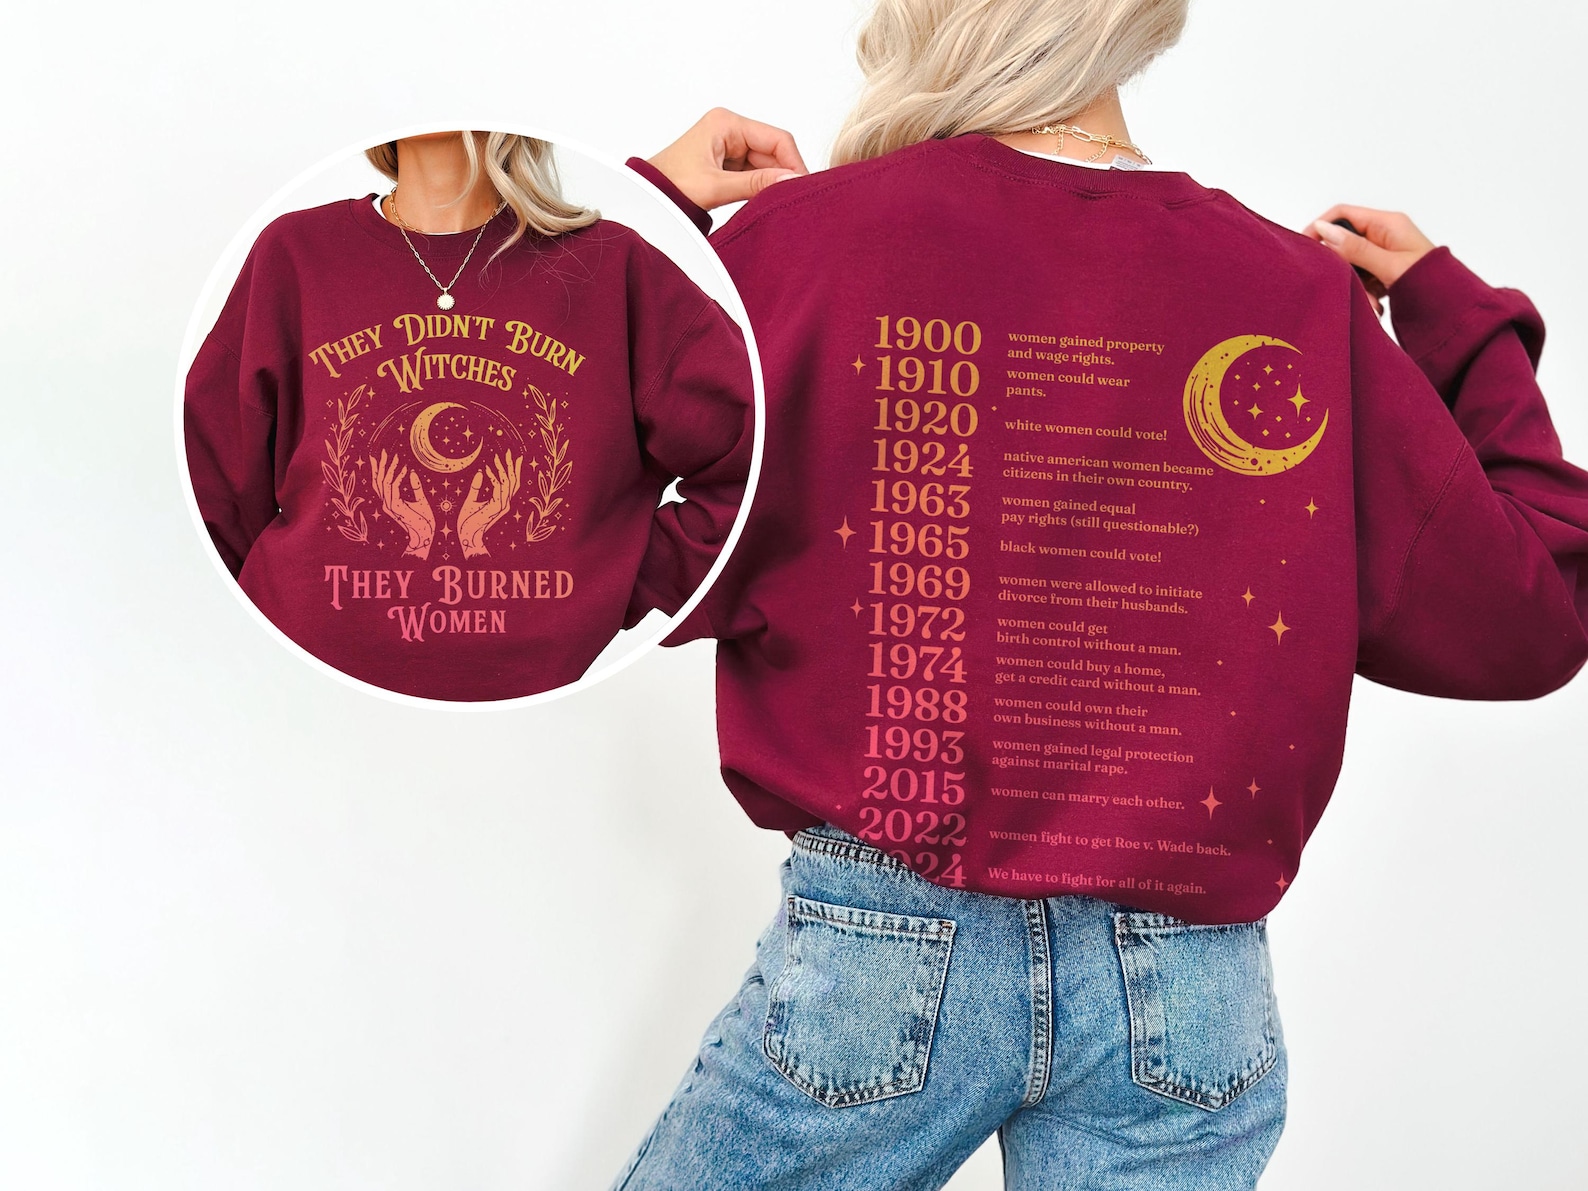 They Didn't Burn
Witches
They Burned
Women
1900 women gained property
and wage rights.
1910 women could wear
pants.
1920 white women could vote!
1924 native american women became
citizens in their own country.
1963 women gained equal
pay rights (still questionable?)
1965 black women could vote!
1969 women were allowed to initiate
divorce from their husbands.
1972 women could get
birth control without a man.
1974 women could buy a home,
get a credit card without a man.
1988 women could own their
own business without a man.
1993 women gained legal protection
against marital rape.
2015 women can marry each other.
2022 women fight to get Roe v. Wade back.
2024 We have to fight for all of it again.